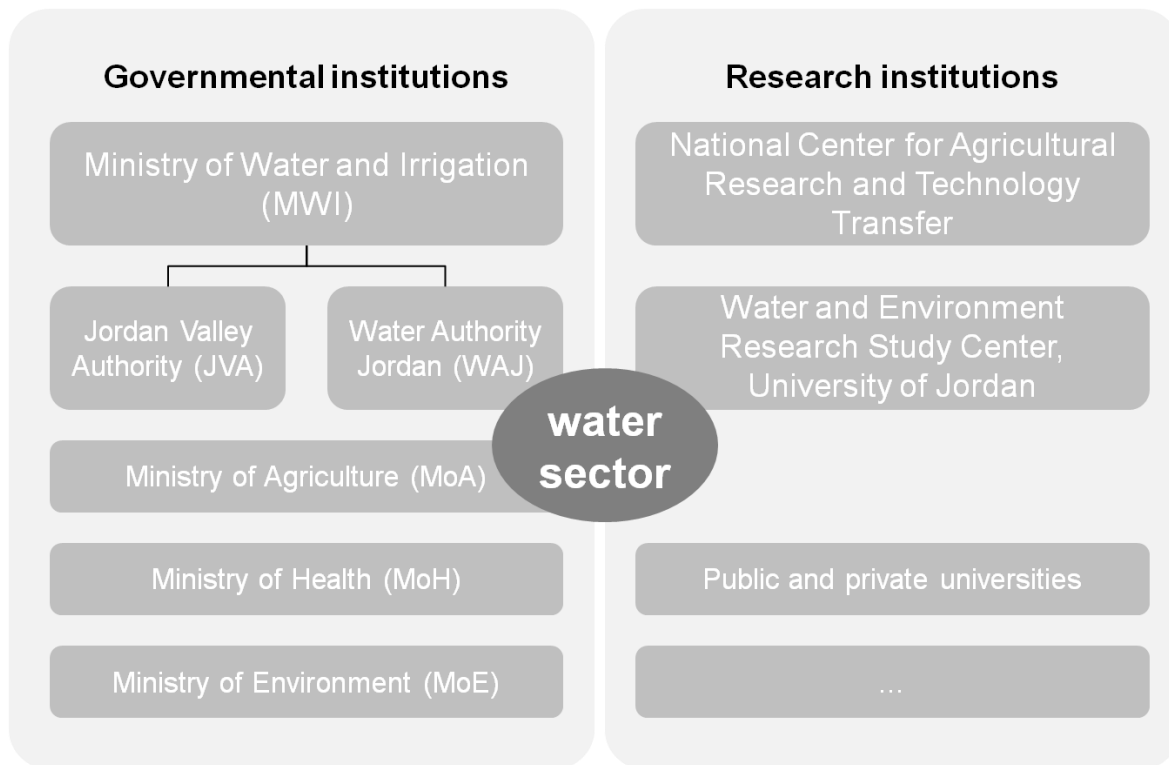 Governmental institutions
Ministry of Water and Irrigation
(MWI)
Jordan Valley
Authority (JVA)
Water Authority
Jordan (WAJ)
Ministry of Agriculture (MoA)
Ministry of Health (MoH)
Ministry of Environment (MoE)
water
sector
Research institutions
National Center for Agricultural
Research and Technology
Transfer
Water and Environment
Research Study Center,
University of Jordan
Public and private universities
...